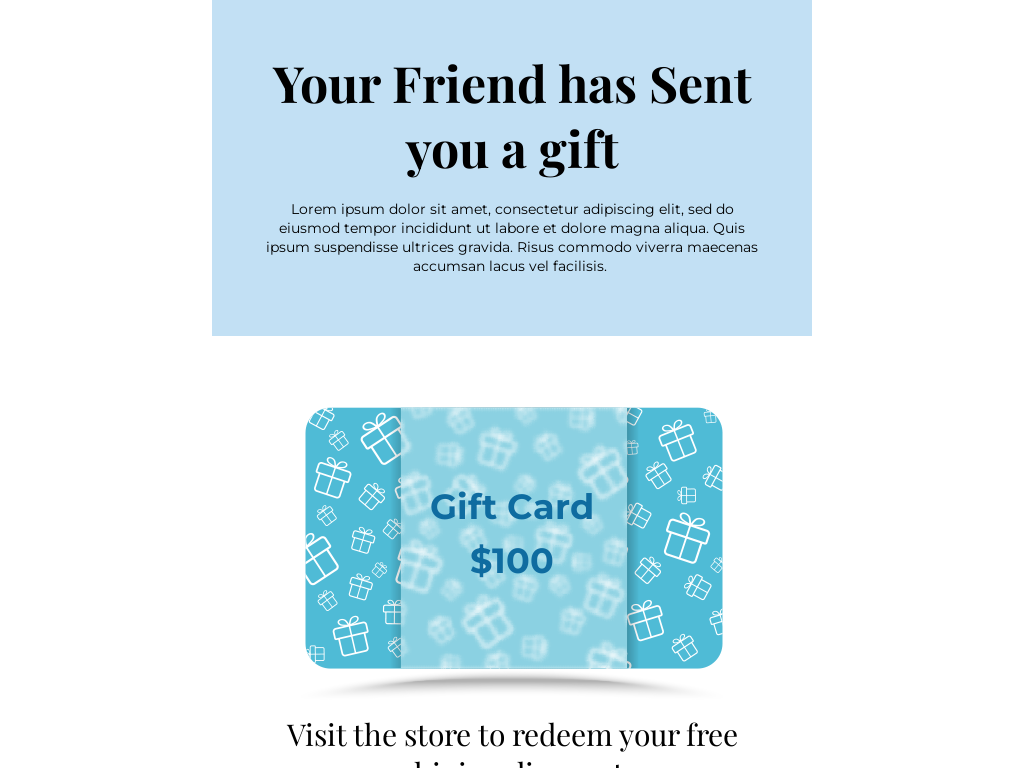 Your Friend has Sent
you a gift
Lorem ipsum dolor sit amet, consectetur adipiscing elit, sed do
eiusmod tempor incididunt ut labore et dolore magna aliqua. Quis
ipsum suspendisse ultrices gravida. Risus commodo viverra maecenas
accumsan lacus vel facilisis.
Gift Card
$100
Visit the store to redeem your free